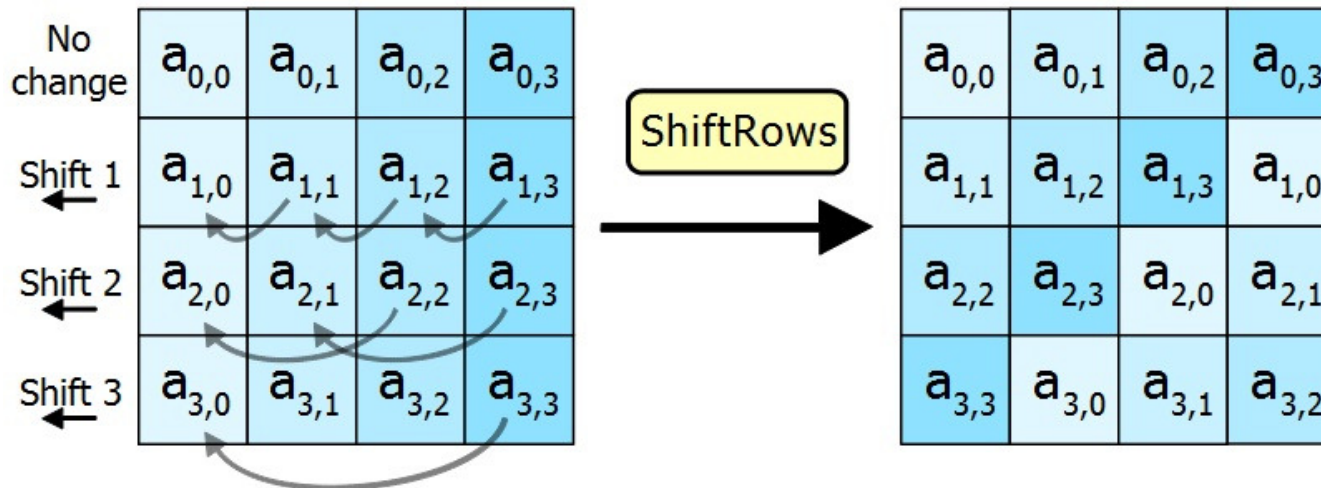 No
change
a0,0 a0,1 a0,2 a0,3
Shift 1
a1,0 a1,1 a1,2 a1,3
Shift 2
a2,0 a2,1 a2,2 a2,3
Shift 3
a3,0 a3,1 a3,2 a3,3
ShiftRows
a0,0 a0,1 a0,2 a0,3
a1,1 a1,2 a1,3 a1,0
a2,2 a2,3 a2,0 a2,1
a3,3 a3,0 a3,1 a3,2